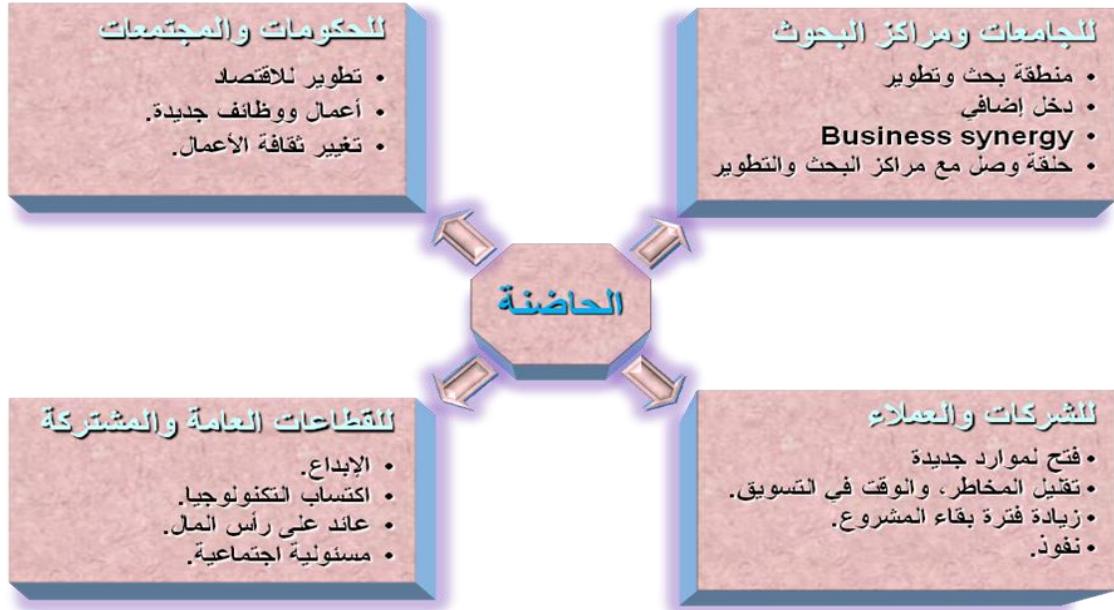 للجامعات ومراكز البحوث
• منطقة بحث وتطوير
• دخل إضافي
• Business synergy
• حلقة وصل مع مراكز البحث والتطوير
للحكومات والمجتمعات
• تطوير للاقتصاد
• أعمال ووظائف جديدة.
• تغيير ثقافة الأعمال.
الحاضنة
للشركات والعملاء
• فتح لموارد جديدة
• تقليل المخاطر، والوقت في التسويق.
• زيادة فترة بقاء المشروع.
• نفوذ.
للقطاعات العامة والمشتركة
• الإبداع.
• اكتساب التكنولوجيا.
• عائد على رأس المال.
• مسئولية اجتماعية.